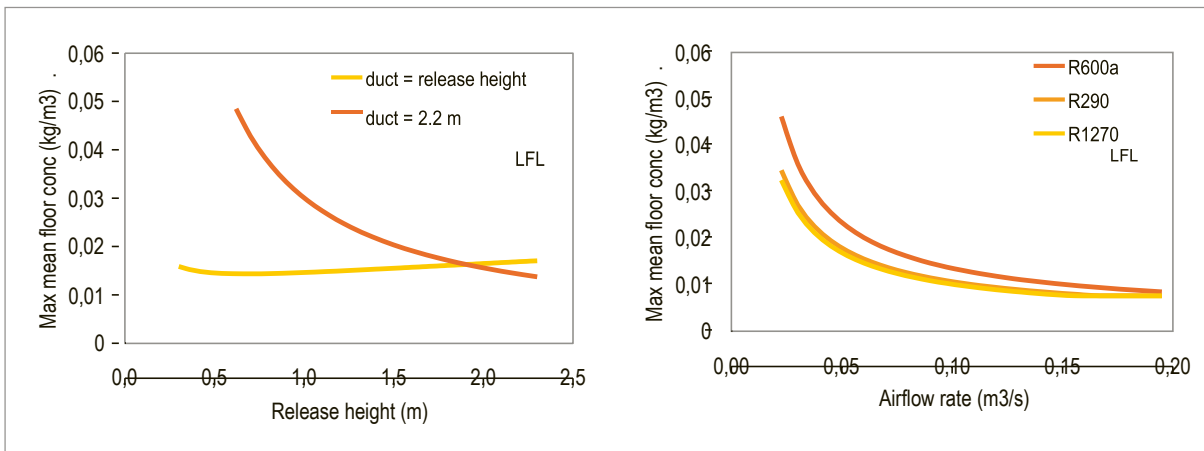 Max mean floor conc (kg/m3) .
0,06
0,05
0,04
0,03
0,02
0,01
0
duct = release height
duct = 2.2 m
LFL
0,0 0,5 1,0 1,5 2,0 2,5
Release height (m)
Max mean floor conc (kg/m3) .
0,06
0,05
0,04
0,03
0,02
0,01
0
R600a
R290
R1270
LFL
0,00 0,05 0,10 0,15 0,20
Airflow rate (m3/s)